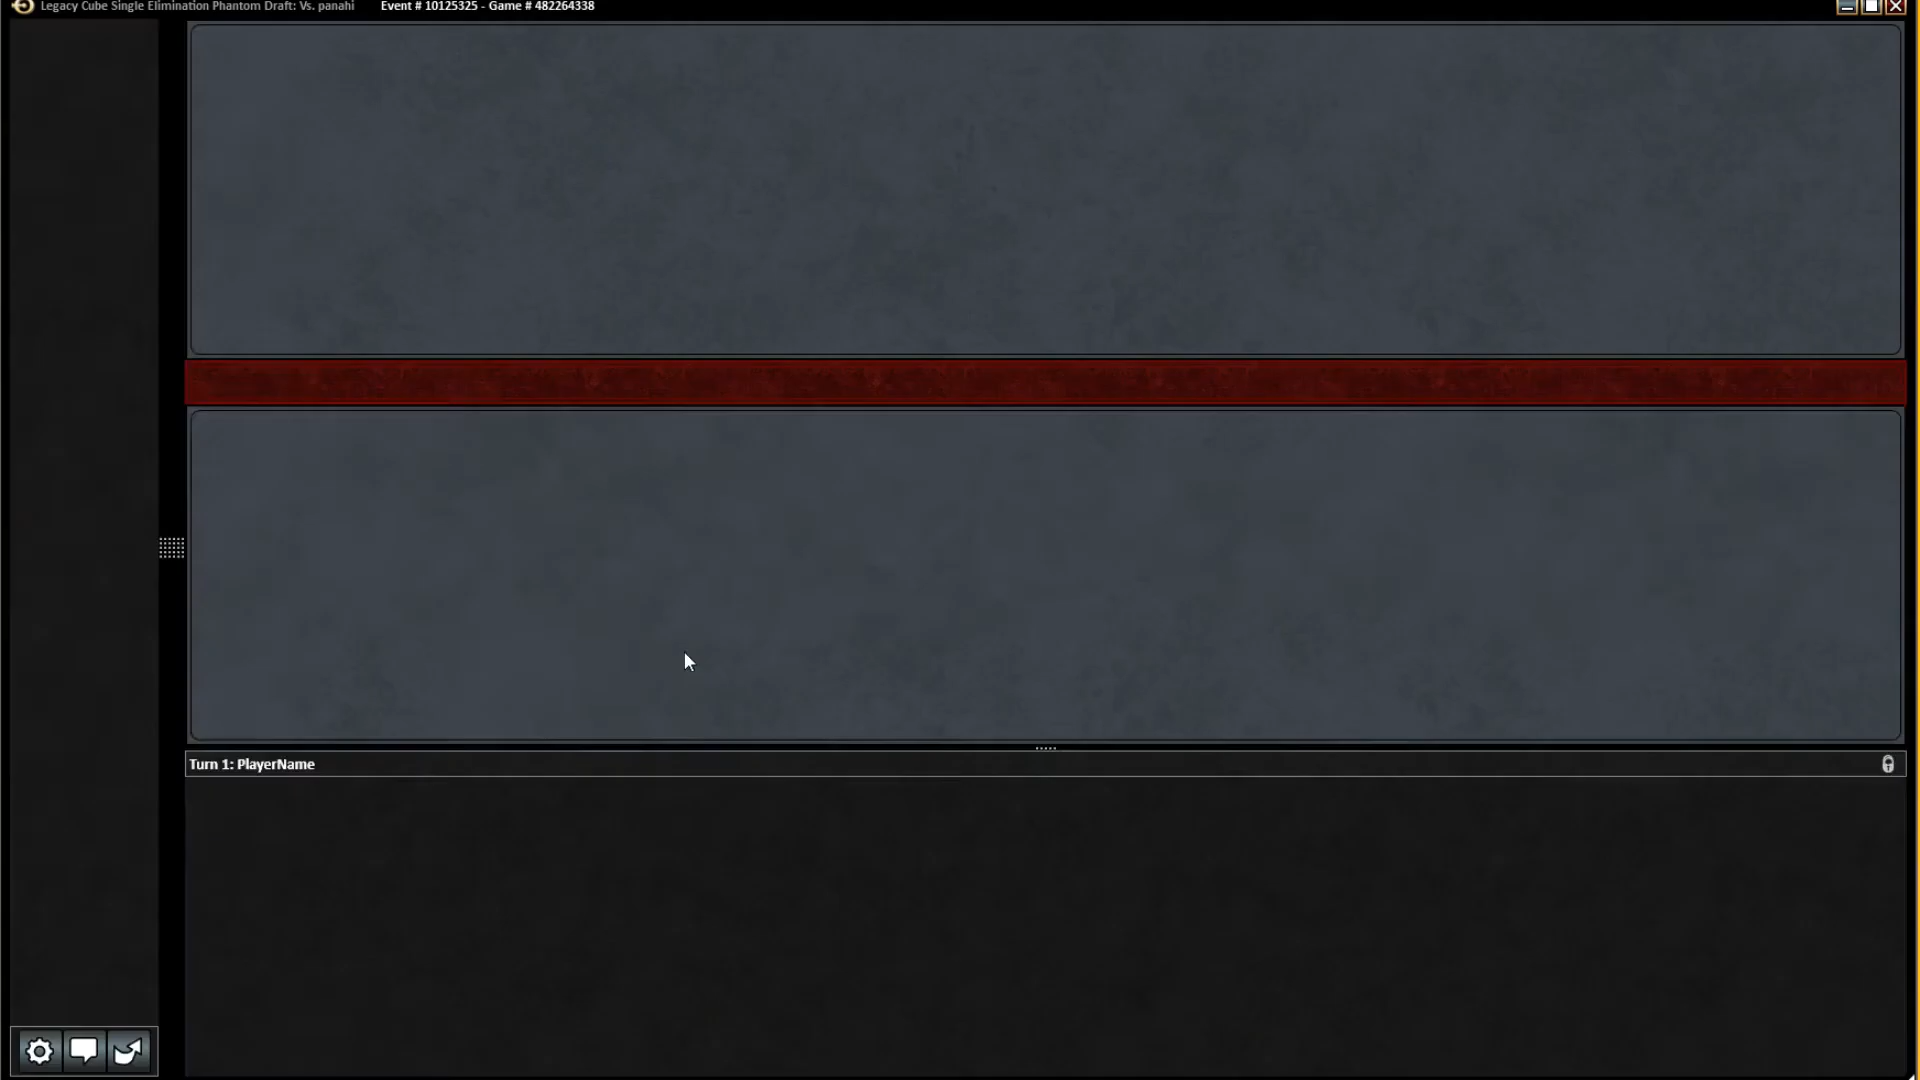 Legacy Cube Single Elimination Phantom Draft: Vs. panahi Event # 10125325 - Game # 482264338
Turn 1: PlayerName